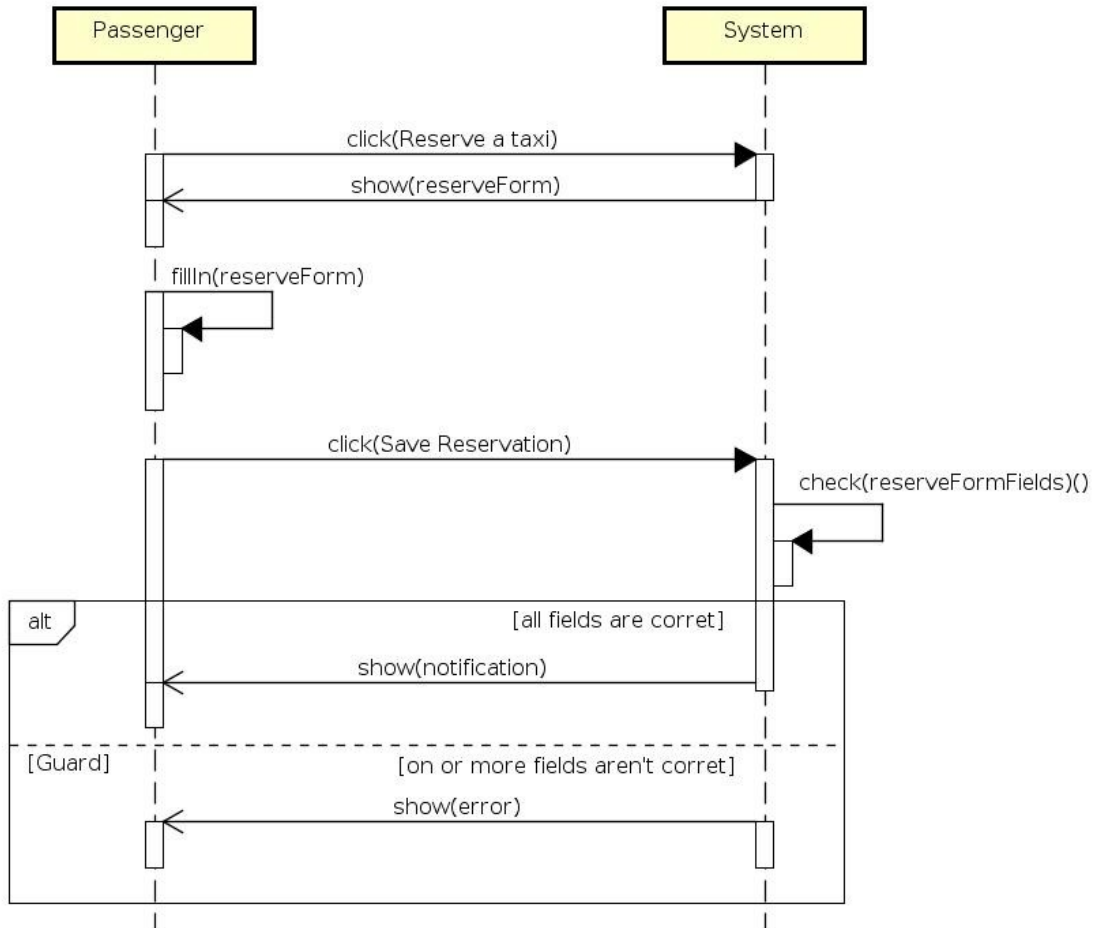 Passenger
System
click(Reserve a taxi)
show(reserveForm)
fillIn(reserveForm)
click(Save Reservation)
check(reserveFormFields)()
alt
[all fields are corret]
show(notification)
[Guard]
[on or more fields aren't corret]
show(error)